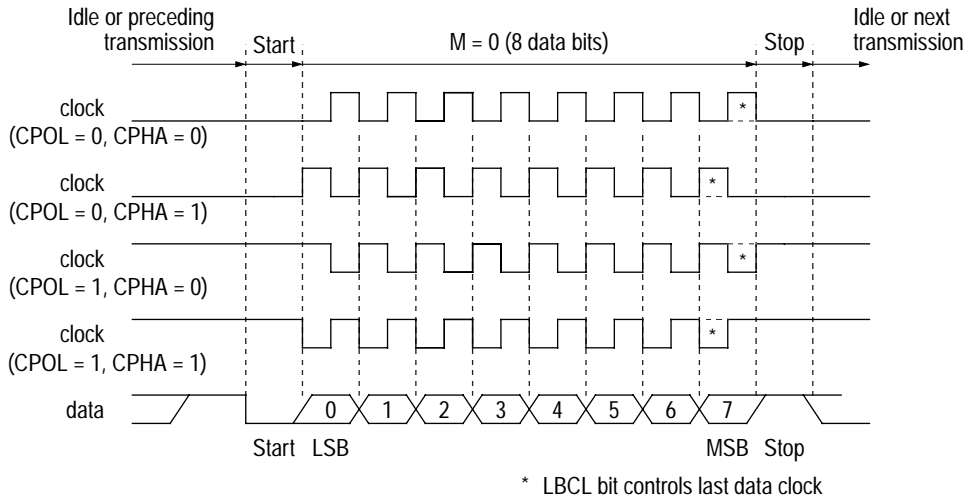 Idle or preceding
transmission
Start
M = 0 (8 data bits)
Stop
Idle or next
transmission
clock
(CPOL = 0, CPHA = 0)
*
clock
(CPOL = 0, CPHA = 1)
*
clock
(CPOL = 1, CPHA = 0)
*
clock
(CPOL = 1, CPHA = 1)
*
data
0 1 2 3 4 5 6 7
Start LSB MSB Stop
* LBCL bit controls last data clock